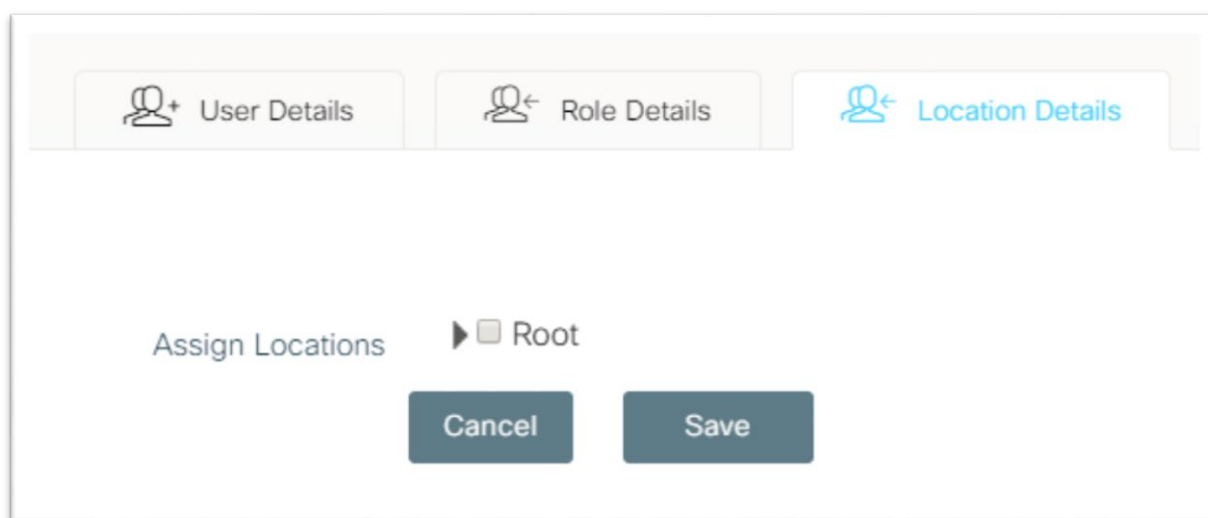 User Details
Role Details
Location Details
Assign Locations
Root
Cancel
Save